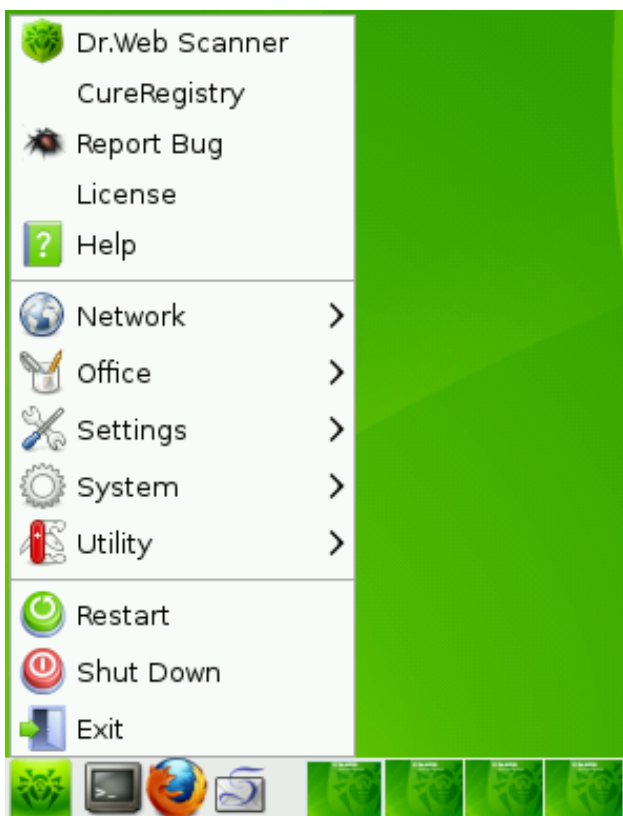 Dr.Web Scanner
CureRegistry
Report Bug
License
Help
Network
Office
Settings
System
Utility
Restart
Shut Down
Exit